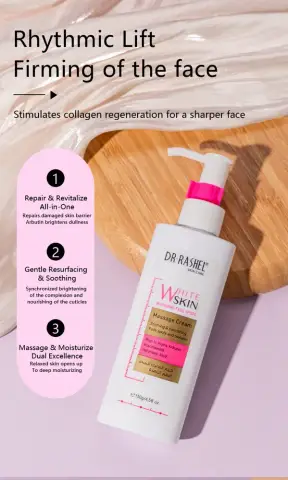 Rhythmic Lift
Firming of the face
Stimulates collagen regeneration for a sharper face
1
Repair & Revitalize
All-in-One
Repairs damaged skin barrier
Arbutin brightens dullness
2
Gentle Resurfacing
& Soothing
Synchronized brightening
of the complexion and
nourishing of the cuticles
3
Massage & Moisturize
Dual Excellence
Relaxed skin opens up
To deep moisturizing
DR.RASHEL
WHITE
SKIN
Massage Cream